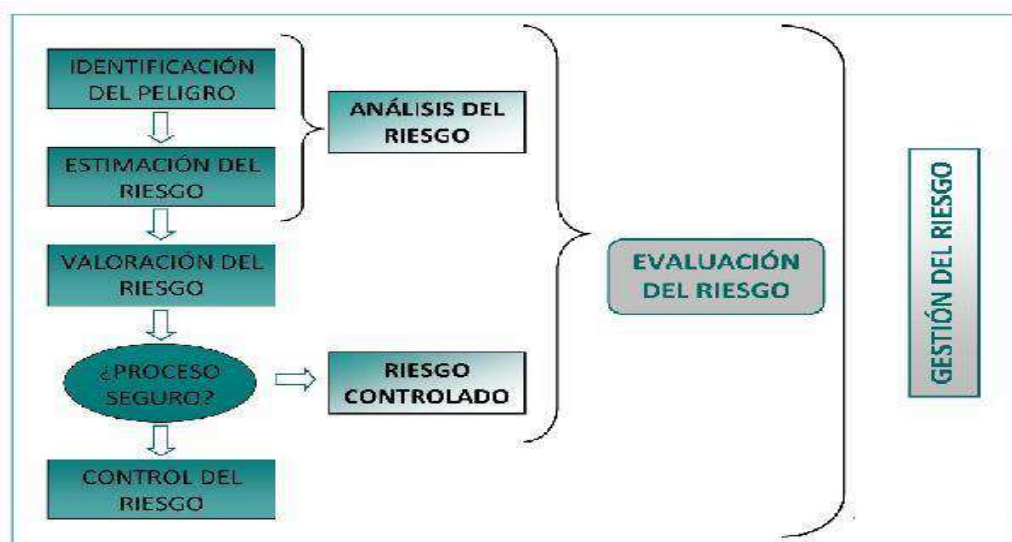 IDENTIFICACIÓN
DEL PELIGRO
ESTIMACIÓN DEL
RIESGO
VALORACIÓN DEL
RIESGO
¿PROCESO
SEGURO?
CONTROL DEL
RIESGO
ANÁLISIS DEL
RIESGO
RIESGO
CONTROLADO
EVALUACIÓN
DEL RIESGO
GESTIÓN DEL RIESGO